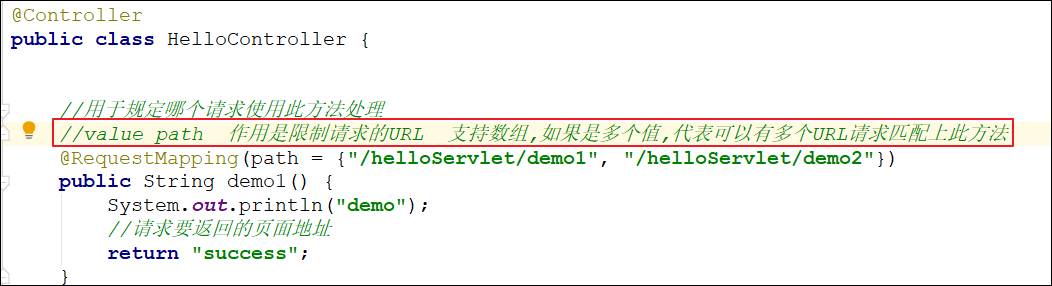 @Controller
public class HelloController {
//用于规定哪个请求使用此方法处理
//value path  作用是限制请求的URL  支持数组,如果是多个值,代表可以有多个URL请求匹配上此方法
@RequestMapping(path = {"/helloServlet/demo1", "/helloServlet/demo2"})
public String demo1() {
System.out.println("demo");
//请求要返回的页面地址
return "success";
}